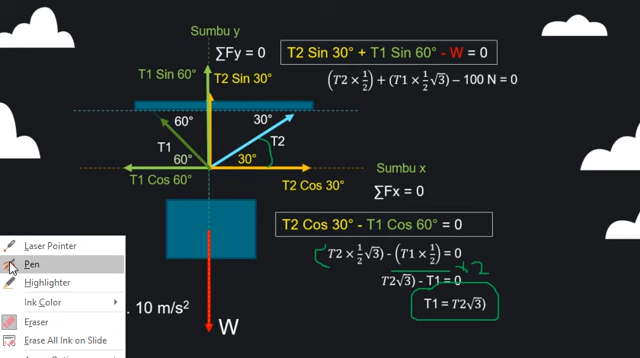 Sumbu y
∑Fy = 0
T2 Sin 30° + T1 Sin 60° - W = 0
T1 Sin 60°
T2 Sin 30°
(T2 × 1/2) + (T1 × 1/2 √3) − 100 N = 0
60°
30°
T1
T2
60°
30°
T1 Cos 60°
T2 Cos 30°
Sumbu x
∑Fx = 0
T2 Cos 30° - T1 Cos 60° = 0
(T2 × 1/2 √3) - (T1 × 1/2) = 0
× 2
T2√3) - T1 = 0
T1 = T2√3)
. 10 m/s²
W
Laser Pointer
Pen
Highlighter
Ink Color
Eraser
Erase All Ink on Slide